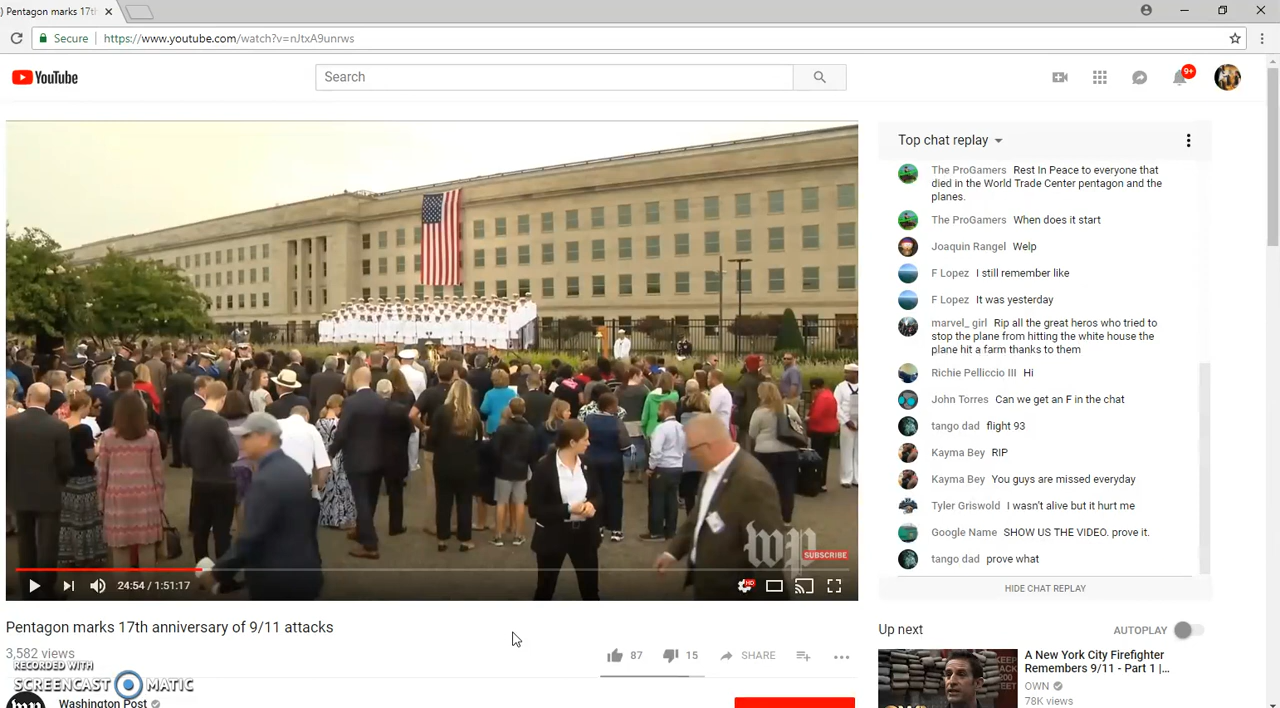 ) Pentagon marks 17th
Secure
https://www.youtube.com/watch?v=nJtxA9unrws
YouTube
Search
9+
Top chat replay
The ProGamers Rest In Peace to everyone that
died in the World Trade Center pentagon and the
planes.
The ProGamers When does it start
Joaquin Rangel Welp
F Lopez I still remember like
F Lopez It was yesterday
marvel_ girl Rip all the great heros who tried to
stop the plane from hitting the white house the
plane hit a farm thanks to them
Richie Pelliccio III Hi
John Torres Can we get an F in the chat
tango dad flight 93
Kayma Bey RIP
Kayma Bey You guys are missed everyday
Tyler Griswold I wasn't alive but it hurt me
Google Name SHOW US THE VIDEO. prove it.
tango dad prove what
HIDE CHAT REPLAY
wp
SUBSCRIBE
24:54 / 1:51:17
HD
Pentagon marks 17th anniversary of 9/11 attacks
3,582 views
87
15
SHARE
Up next
AUTOPLAY
A New York City Firefighter
Remembers 9/11 - Part 1 |...
OWN
78K views
RECORDED WITH
SCREENCAST MATIC
wp
Washington Post